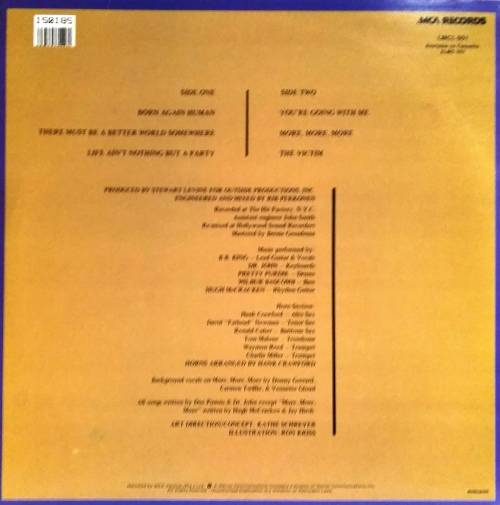 150185
MCA RECORDS
Available on Cassette
SIDE ONE
BORN AGAIN HUMAN
THERE MUST BE A BETTER WORLD SOMEWHERE
LIFE AIN'T NOTHING BUT A PARTY
SIDE TWO
YOU'RE GOING WITH ME
MORE, MORE, MORE
THE VICTIM
PRODUCED BY STEWART LEVINE FOR OUTSIDE PRODUCTIONS, INC.
ENGINEERED AND MIXED BY RIK PEKKONEN
Recorded at The Hit Factory, N.Y.C.
Assistant engineer John Smith
Re-mixed at Hollywood Sound Recorders
Mastered by Bernie Grundman
Music performed by:
B.B. KING — Lead Guitar & Vocals
DR. JOHN — Keyboards
PRETTY PURDIE — Drums
WILBUR BASCOMB — Bass
HUGH McCRACKEN — Rhythm Guitar
Horn Section:
Hank Crawford — Alto Sax
David "Fathead" Newman — Tenor Sax
Ronald Cuber — Baritone Sax
Tom Malone — Trombone
Waymon Reed — Trumpet
Charlie Miller — Trumpet
HORNS ARRANGED BY HANK CRAWFORD
Background vocals on More, More, More by Denny Gerrard,
Carmen Twillie, & Vennette Gloud
All songs written by Doc Pomus & Dr. John except "More, More,
More" written by Hugh McCracken &
ART DIRECTION/CONCEPT: KATHE SCHREYER
ILLUSTRATION: RON KRISS